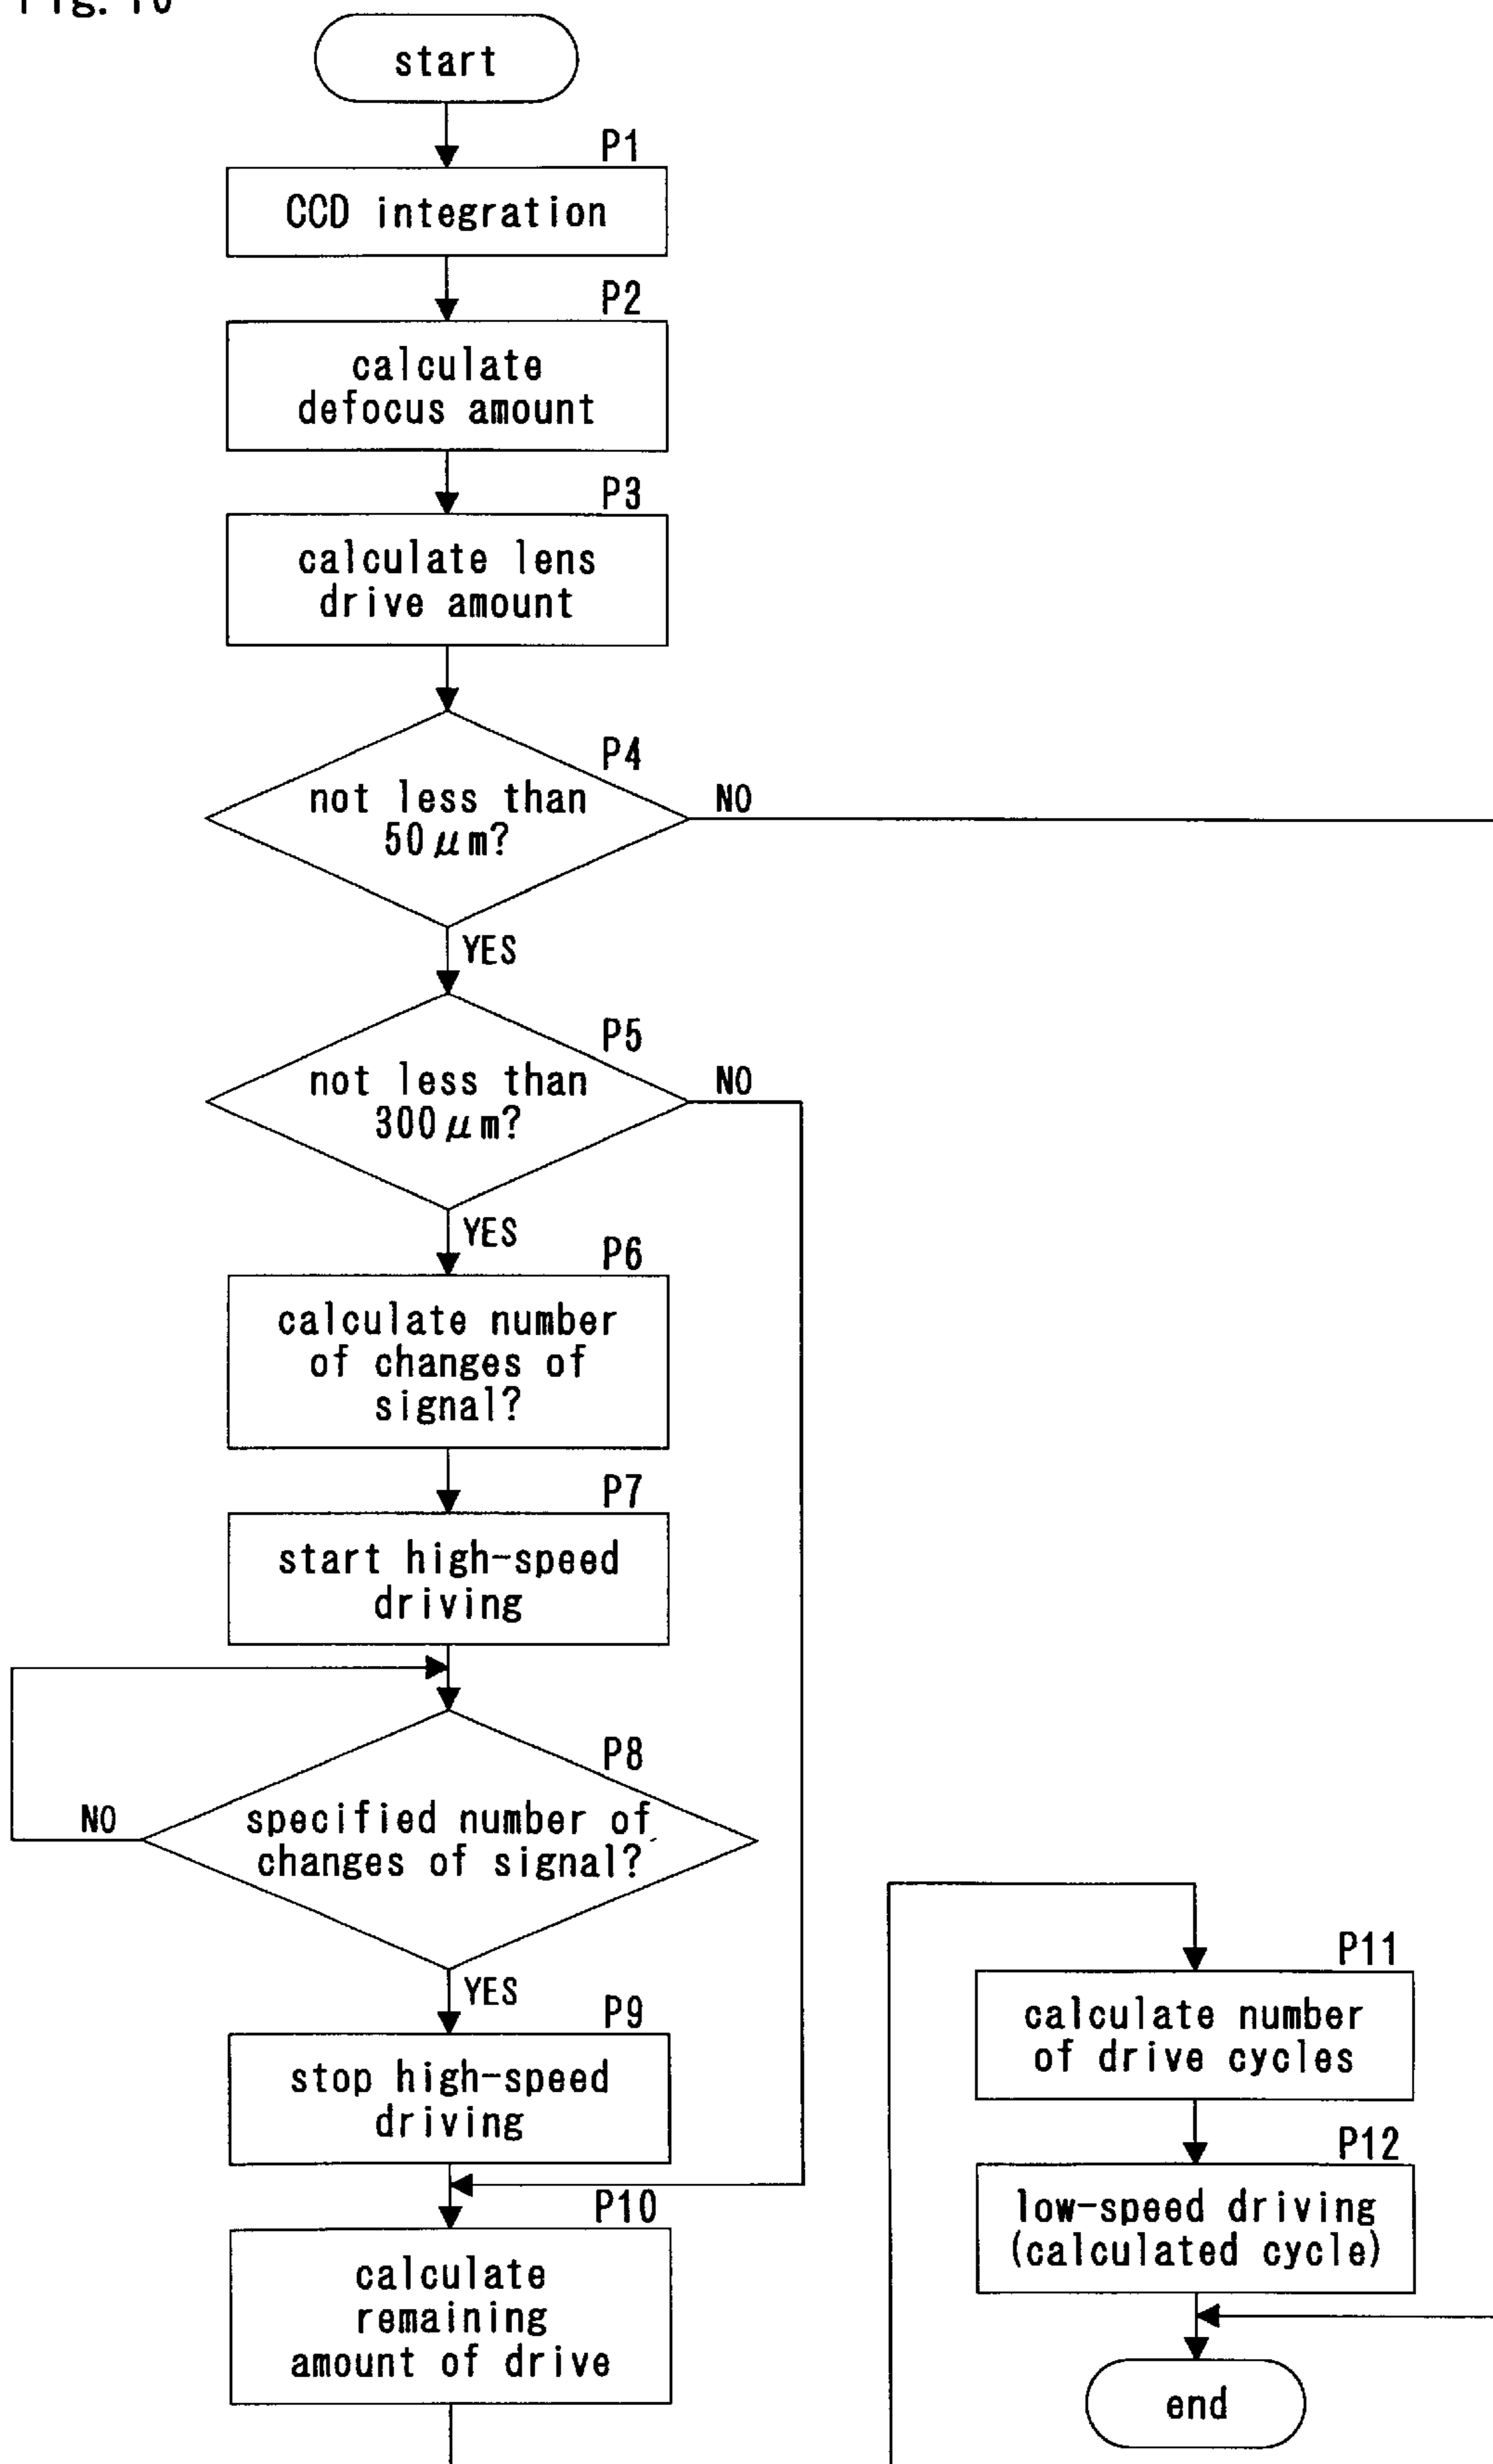 Fig. 10
start
P1
CCD integration
P2
calculate
defocus amount
P3
calculate lens
drive amount
P4
not less than
50μm?
NO
YES
P5
not less than
300μm?
NO
YES
P6
calculate number
of changes of
signal?
P7
start high-speed
driving
P8
specified number of
changes of signal?
NO
YES
P9
stop high-speed
driving
P10
calculate
remaining
amount of drive
P11
calculate number
of drive cycles
P12
low-speed driving
(calculated cycle)
end